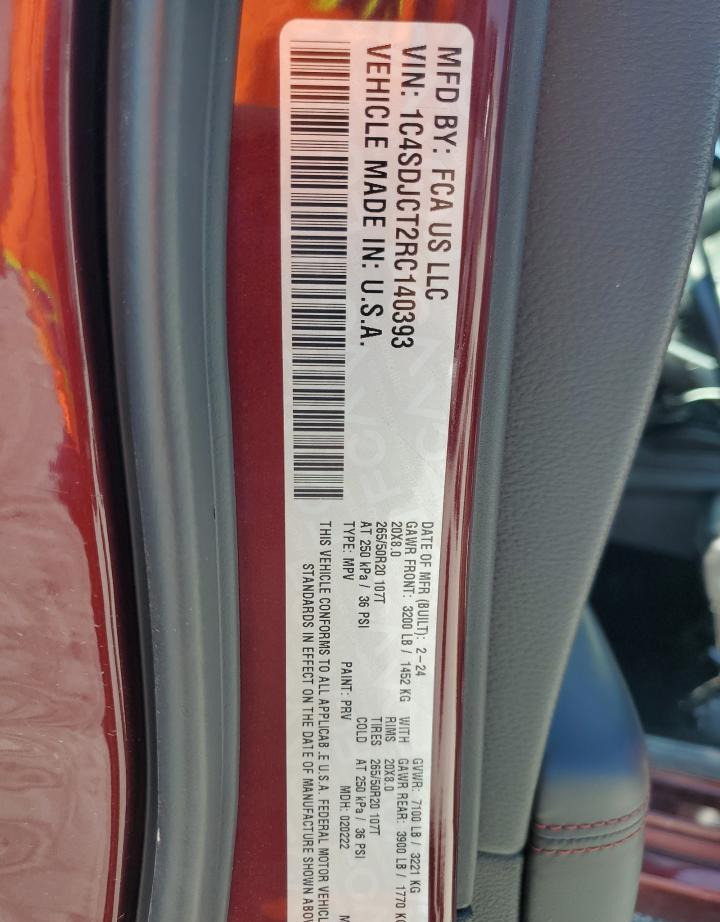 MFD BY: FCA US LLC
VIN: 1C4SDJCT2RC140393
VEHICLE MADE IN: U.S.A.
DATE OF MFR (BUILT): 2-24 GVWR: 7100 LB / 3221 KG
GAWR FRONT: 3200 LB / 1452 KG WITH GAWR REAR: 3900 LB / 1770 KG
20X8.0 RIMS 20X8.0
265/50R20 107T TIRES 265/50R20 107T
AT 250 kPa / 36 PSI COLD AT 250 kPa / 36 PSI
TYPE: MPV PAINT: PRV MDH: 020222
THIS VEHICLE CONFORMS TO ALL APPLICAB.E U.S.A. FEDERAL MOTOR VEHICL
STANDARDS IN EFFECT ON THE DATE OF MANUFACTURE SHOWN ABOV